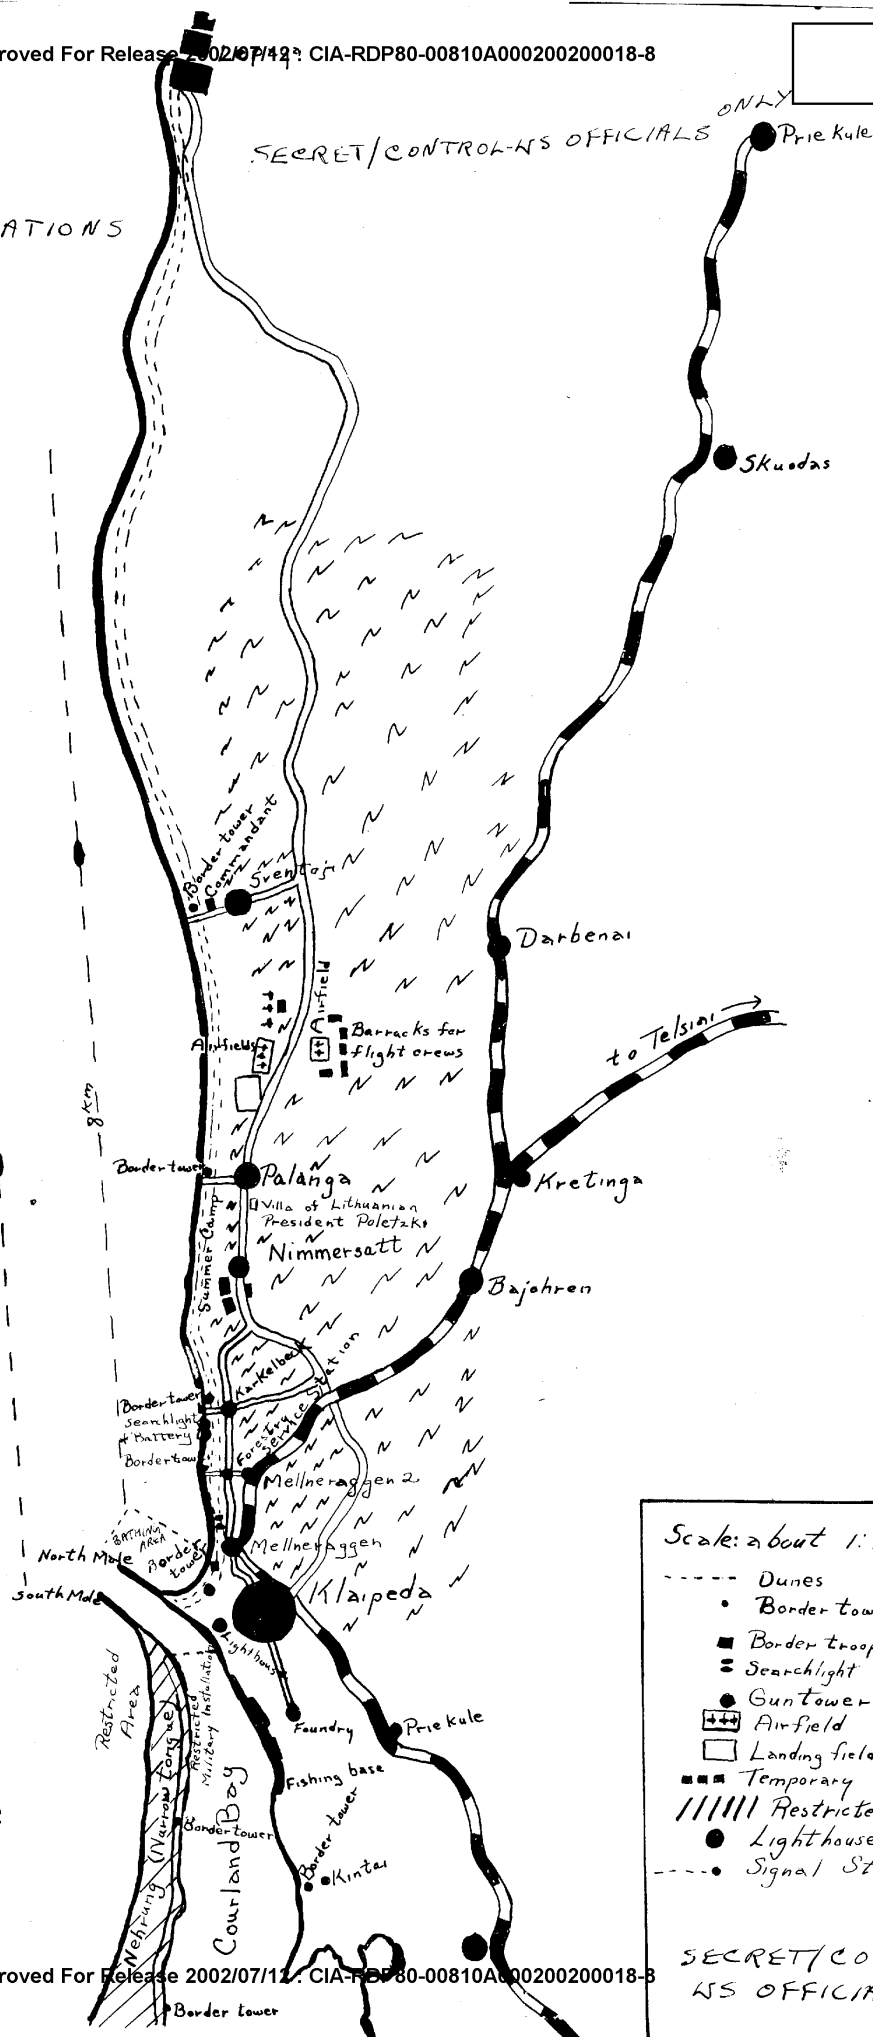 roved For Release 2002/07/12 : CIA-RDP80-00810A000200200018-8
ONLY
SECRET/CONTROL-WS OFFICIALS
Priekule
ATIONS
Skuodas
Border tower
Commandant
Sventoji
Darbenai
Airfield
Airfields
Barracks for
flight crews
to Telsiai
8 km
Border tower
Palanga
Kretinga
Villa of Lithuanian
President Poletzki
Summer Camp
Nimmersatt
Bajohren
Karkelbeck
Border tower
Searchlight
+ Battery
Border tow
Forestry
Service Station
Mellneraggen 2
BATHING
AREA
North Mole
Border
tower
Mellneraggen
South Mole
Klaipeda
Lighthouse
Restricted
Area
Restricted
Military Installation
Foundry
Priekule
Fishing base
Nehrung (Narrow tongue)
Border tower
Courland Bay
Border tower
Kintai
Border tower
Scale: about 1:
Dunes
Border tow
Border troop
Searchlight
Guntower
Airfield
Landing field
Temporary
Restricte
Lighthouse
Signal St
SECRET/CO
WS OFFICIA
roved For Release 2002/07/12 : CIA-RDP80-00810A000200200018-8